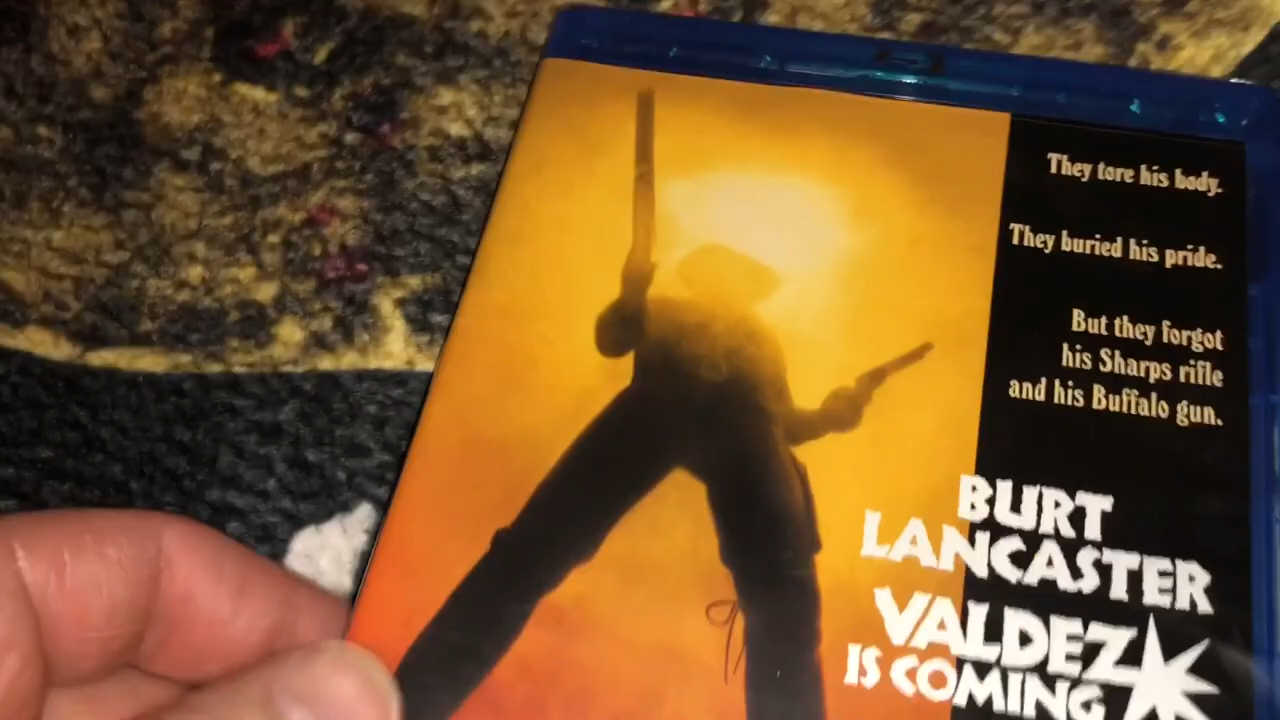 They tore his body.
They buried his pride.
But they forgot
his Sharps rifle
and his Buffalo gun.
BURT
LANCASTER
VALDEZ
IS COMING